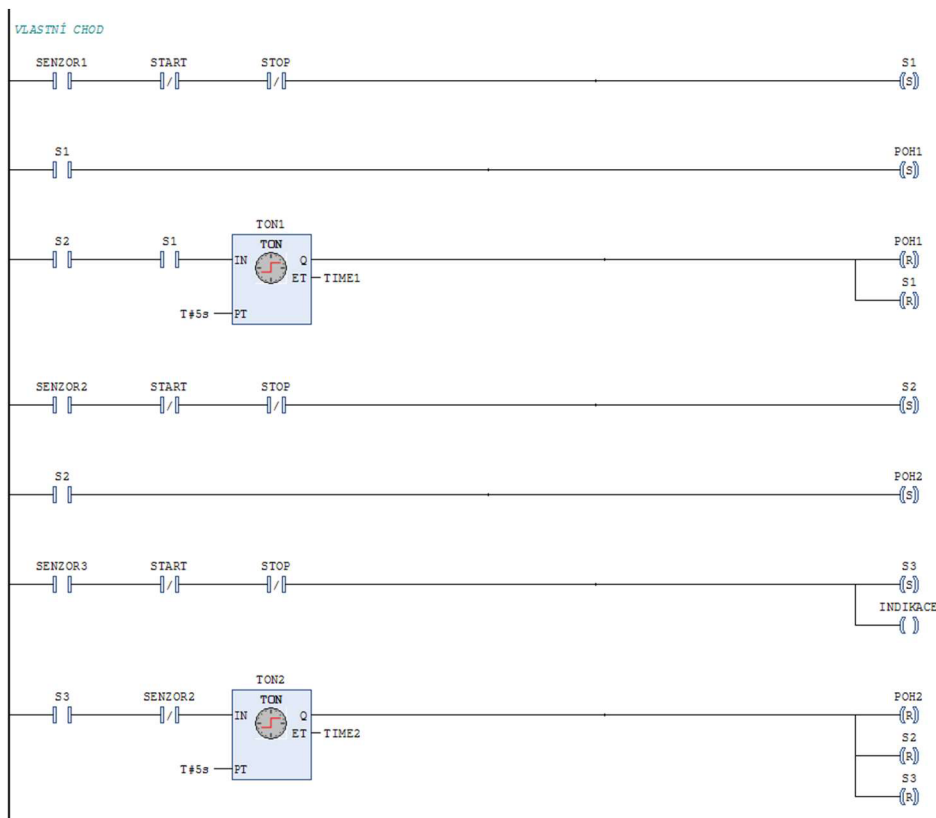 VLASTNÍ CHOD
SENZOR1 START STOP S1
S
S1 POH1
S
TON1
S2 S1 TON POH1
IN Q R
ET TIME1 S1
R
T#5s PT
SENZOR2 START STOP S2
S
S2 POH2
S
SENZOR3 START STOP S3
S
INDIKACE
TON2
S3 SENZOR2 TON POH2
IN Q R
ET TIME2 S2
R
T#5s PT S3
R